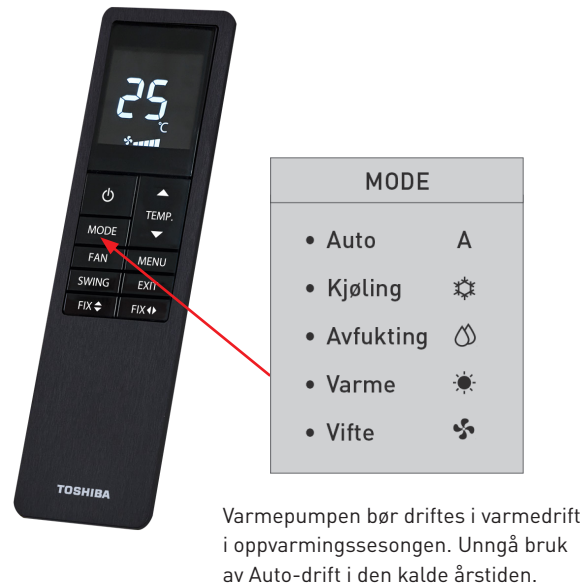 25
°C
TEMP.
MODE
FAN MENU
SWING EXIT
FIX FIX
TOSHIBA
MODE
• Auto A
• Kjøling
• Avfukting
• Varme
• Vifte
Varmepumpen bør driftes i varmedrift
i oppvarmingssesongen. Unngå bruk
av Auto-drift i den kalde årstiden.